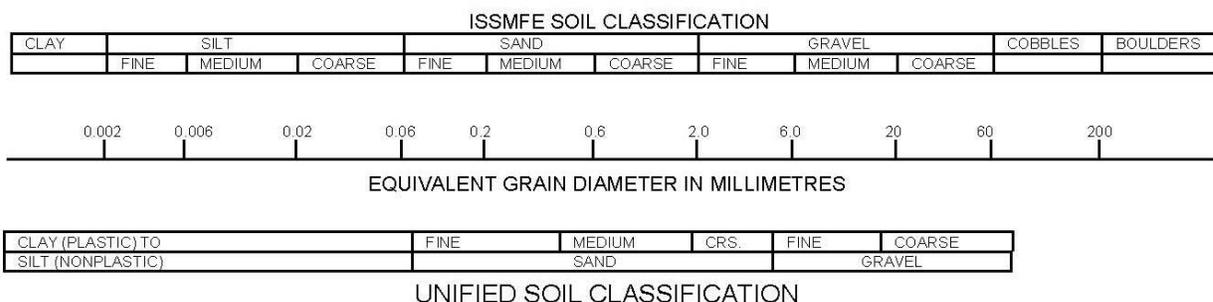 ISSMFE SOIL CLASSIFICATION
CLAY SILT SAND GRAVEL COBBLES BOULDERS
FINE MEDIUM COARSE FINE MEDIUM COARSE FINE MEDIUM COARSE
0.002 0.006 0.02 0.06 0.2 0.6 2.0 6.0 20 60 200
EQUIVALENT GRAIN DIAMETER IN MILLIMETRES
CLAY (PLASTIC) TO FINE MEDIUM CRS. FINE COARSE
SILT (NONPLASTIC) SAND GRAVEL
UNIFIED SOIL CLASSIFICATION